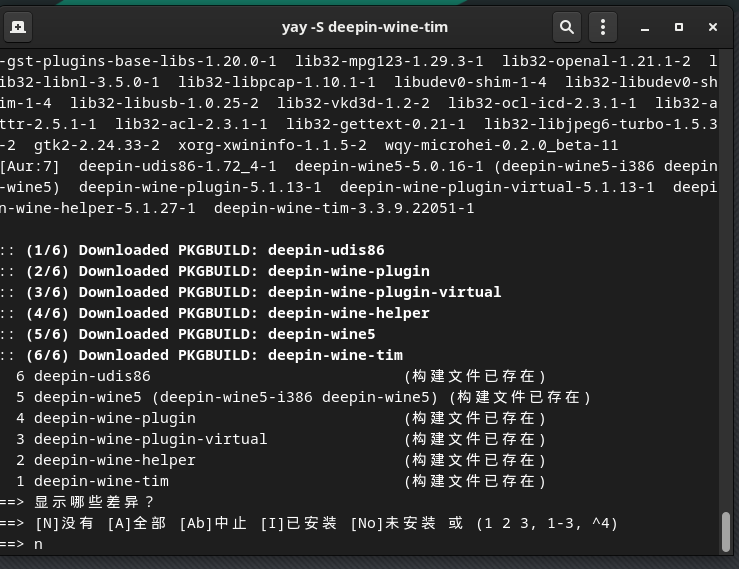 yay -S deepin-wine-tim
-gst-plugins-base-libs-1.20.0-1  lib32-mpg123-1.29.3-1  lib32-openal-1.21.1-2  l
ib32-libnl-3.5.0-1  lib32-libpcap-1.10.1-1  libudev0-shim-1-4  lib32-libudev0-sh
im-1-4  lib32-libusb-1.0.25-2  lib32-vkd3d-1.2-2  lib32-ocl-icd-2.3.1-1  lib32-a
ttr-2.5.1-1  lib32-acl-2.3.1-1  lib32-gettext-0.21-1  lib32-libjpeg6-turbo-1.5.3
-2  gtk2-2.24.33-2  xorg-xwininfo-1.1.5-2  wqy-microhei-0.2.0_beta-11
[Aur:7]  deepin-udis86-1.72_4-1  deepin-wine5-5.0.16-1 (deepin-wine5-i386 deepin
-wine5)  deepin-wine-plugin-5.1.13-1  deepin-wine-plugin-virtual-5.1.13-1  deepi
n-wine-helper-5.1.27-1  deepin-wine-tim-3.3.9.22051-1
:: (1/6) Downloaded PKGBUILD: deepin-udis86
:: (2/6) Downloaded PKGBUILD: deepin-wine-plugin
:: (3/6) Downloaded PKGBUILD: deepin-wine-plugin-virtual
:: (4/6) Downloaded PKGBUILD: deepin-wine-helper
:: (5/6) Downloaded PKGBUILD: deepin-wine5
:: (6/6) Downloaded PKGBUILD: deepin-wine-tim
6 deepin-udis86 (构建文件已存在)
5 deepin-wine5 (deepin-wine5-i386 deepin-wine5) (构建文件已存在)
4 deepin-wine-plugin (构建文件已存在)
3 deepin-wine-plugin-virtual (构建文件已存在)
2 deepin-wine-helper (构建文件已存在)
1 deepin-wine-tim (构建文件已存在)
==> 显示哪些差异？
==> [N]没有 [A]全部 [Ab]中止 [I]已安装 [No]未安装 或 (1 2 3, 1-3, ^4)
==> n